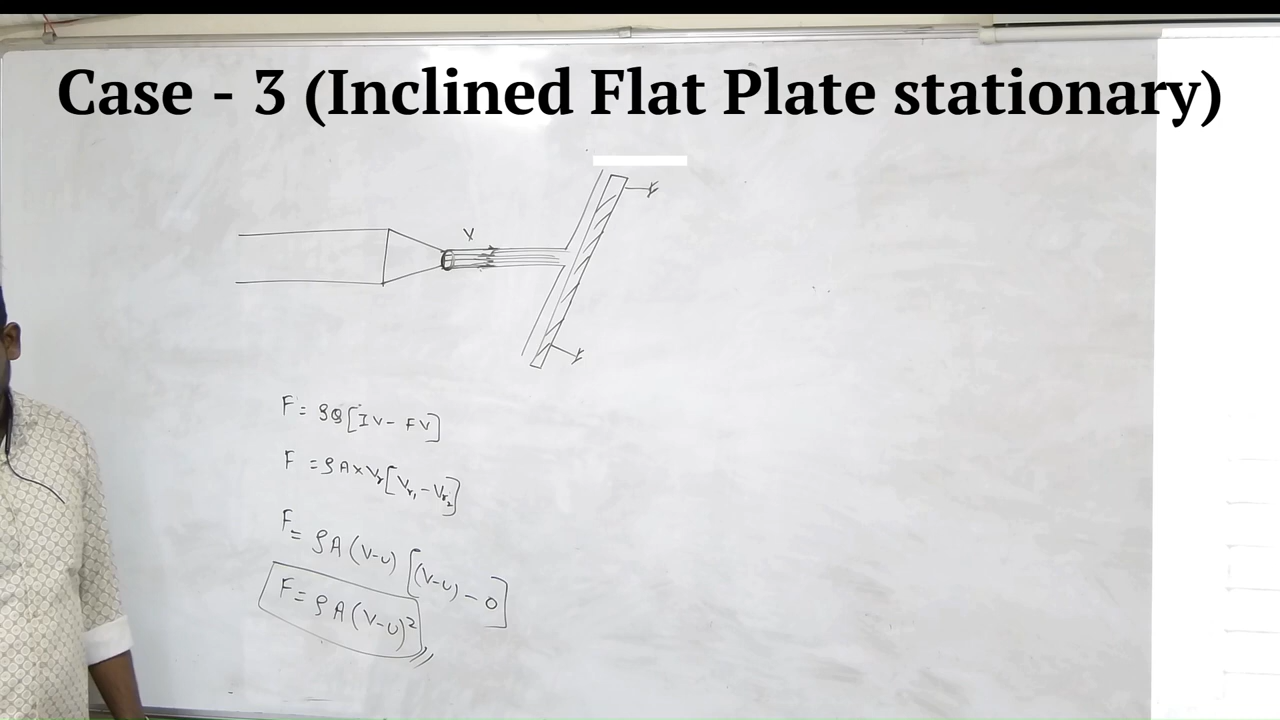 Case - 3 (Inclined Flat Plate stationary)
V
F = ρQ[IV - FV]
F = ρA×Vᵣ[Vᵣ₁ - Vᵣ₂]
F = ρA(V-U)[(V-U) - 0]
F = ρA(V-U)²